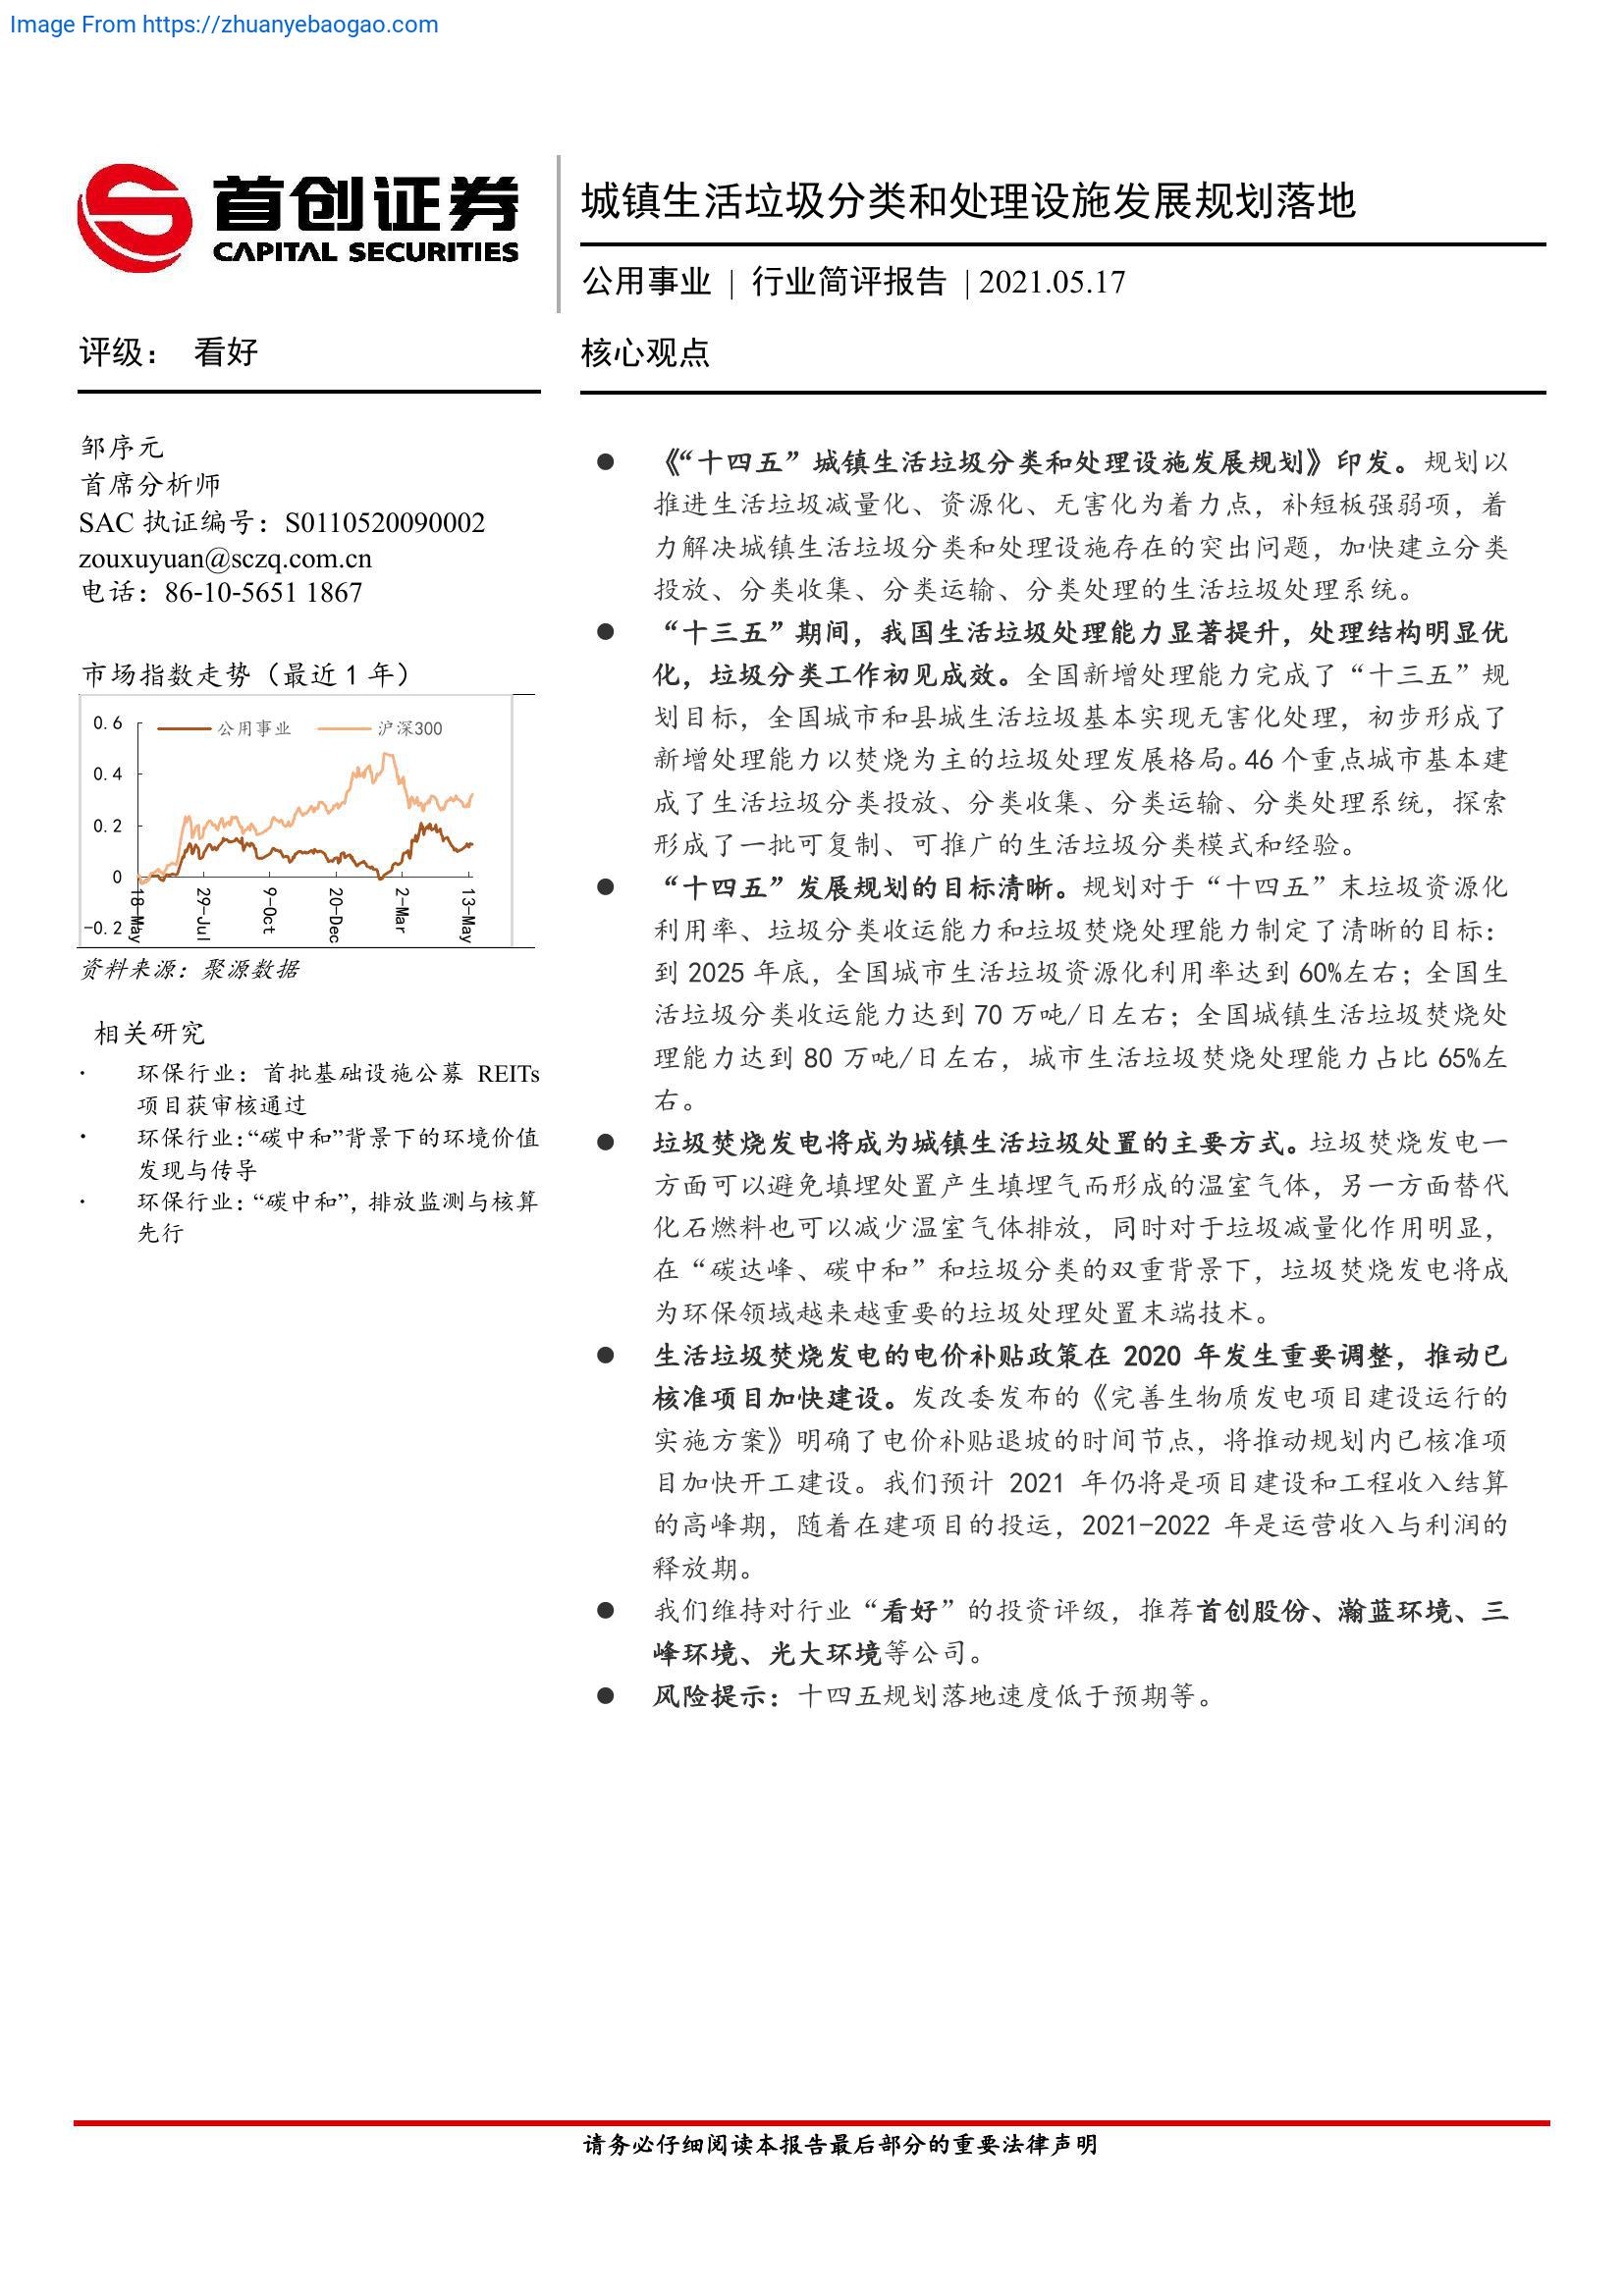 Image From https://zhuanyebaogao.com
首创证券
CAPITAL SECURITIES
城镇生活垃圾分类和处理设施发展规划落地
公用事业 | 行业简评报告 | 2021.05.17
评级： 看好
核心观点
邹序元
首席分析师
SAC 执证编号：S0110520090002
zouxuyuan@sczq.com.cn
电话：86-10-5651 1867
市场指数走势（最近 1 年）
公用事业 沪深300
0.6
0.4
0.2
0
-0.2
18-May 29-Jul 9-Oct 20-Dec 2-Mar 13-May
资料来源：聚源数据
相关研究
· 环保行业：首批基础设施公募 REITs
项目获审核通过
· 环保行业：“碳中和”背景下的环境价值
发现与传导
· 环保行业：“碳中和”，排放监测与核算
先行
● 《“十四五”城镇生活垃圾分类和处理设施发展规划》印发。规划以
推进生活垃圾减量化、资源化、无害化为着力点，补短板强弱项，着
力解决城镇生活垃圾分类和处理设施存在的突出问题，加快建立分类
投放、分类收集、分类运输、分类处理的生活垃圾处理系统。
● “十三五”期间，我国生活垃圾处理能力显著提升，处理结构明显优
化，垃圾分类工作初见成效。全国新增处理能力完成了“十三五”规
划目标，全国城市和县城生活垃圾基本实现无害化处理，初步形成了
新增处理能力以焚烧为主的垃圾处理发展格局。46 个重点城市基本建
成了生活垃圾分类投放、分类收集、分类运输、分类处理系统，探索
形成了一批可复制、可推广的生活垃圾分类模式和经验。
● “十四五”发展规划的目标清晰。规划对于“十四五”末垃圾资源化
利用率、垃圾分类收运能力和垃圾焚烧处理能力制定了清晰的目标：
到 2025 年底，全国城市生活垃圾资源化利用率达到 60%左右；全国生
活垃圾分类收运能力达到 70 万吨/日左右；全国城镇生活垃圾焚烧处
理能力达到 80 万吨/日左右，城市生活垃圾焚烧处理能力占比 65%左
右。
● 垃圾焚烧发电将成为城镇生活垃圾处置的主要方式。垃圾焚烧发电一
方面可以避免填埋处置产生填埋气而形成的温室气体，另一方面替代
化石燃料也可以减少温室气体排放，同时对于垃圾减量化作用明显，
在“碳达峰、碳中和”和垃圾分类的双重背景下，垃圾焚烧发电将成
为环保领域越来越重要的垃圾处理处置末端技术。
● 生活垃圾焚烧发电的电价补贴政策在 2020 年发生重要调整，推动已
核准项目加快建设。发改委发布的《完善生物质发电项目建设运行的
实施方案》明确了电价补贴退坡的时间节点，将推动规划内已核准项
目加快开工建设。我们预计 2021 年仍将是项目建设和工程收入结算
的高峰期，随着在建项目的投运，2021-2022 年是运营收入与利润的
释放期。
● 我们维持对行业“看好”的投资评级，推荐首创股份、瀚蓝环境、三
峰环境、光大环境等公司。
● 风险提示：十四五规划落地速度低于预期等。
请务必仔细阅读本报告最后部分的重要法律声明